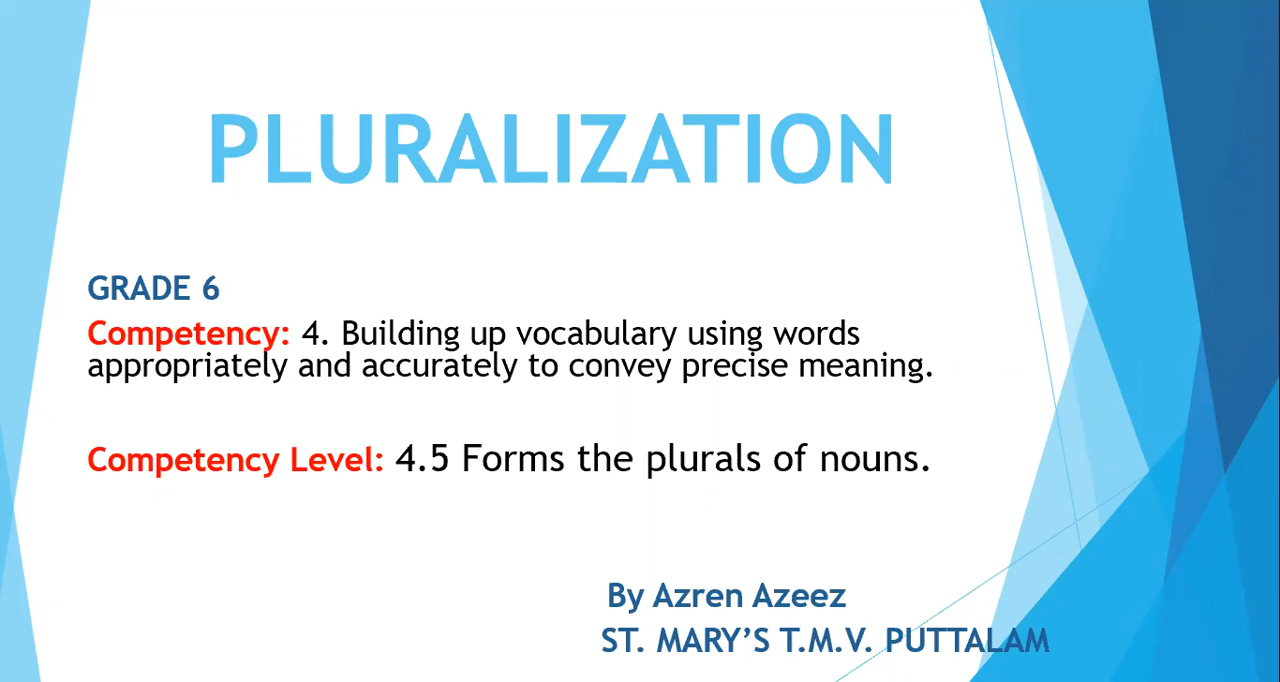 PLURALIZATION
GRADE 6
Competency: 4. Building up vocabulary using words
appropriately and accurately to convey precise meaning.
Competency Level: 4.5 Forms the plurals of nouns.
By Azren Azeez
ST. MARY’S T.M.V. PUTTALAM